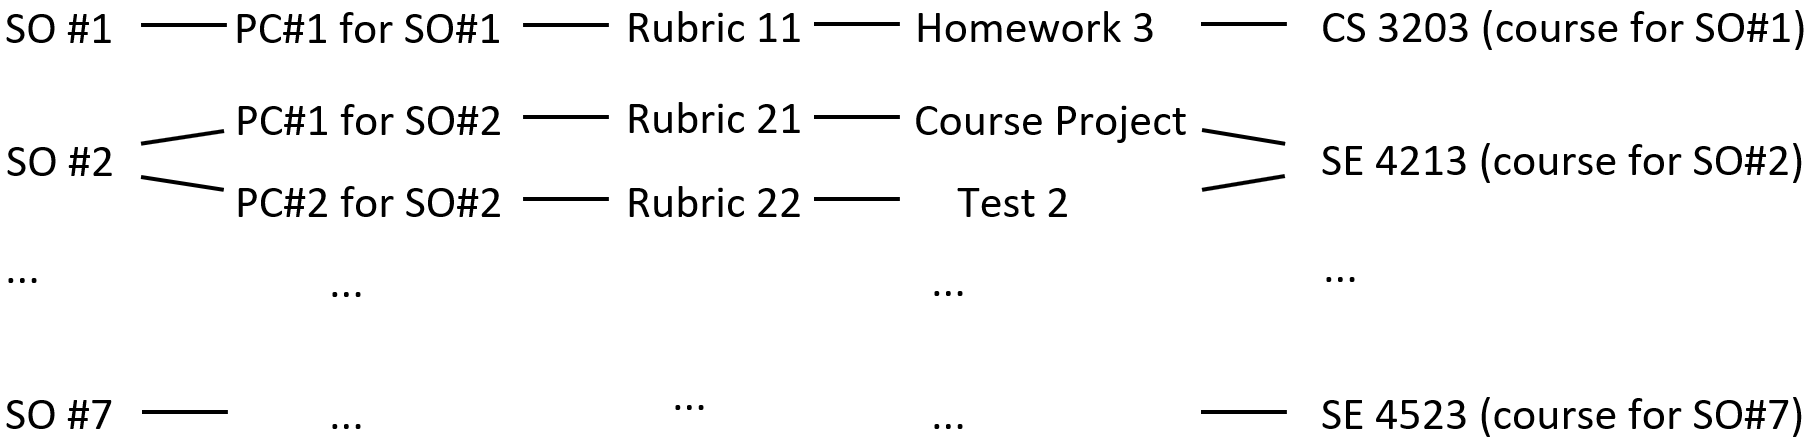 SO #1 PC#1 for SO#1 Rubric 11 Homework 3 CS 3203 (course for SO#1)
PC#1 for SO#2 Rubric 21 Course Project
SO #2 SE 4213 (course for SO#2)
PC#2 for SO#2 Rubric 22 Test 2
... ... ... ...
SO #7 ... ... ... SE 4523 (course for SO#7)